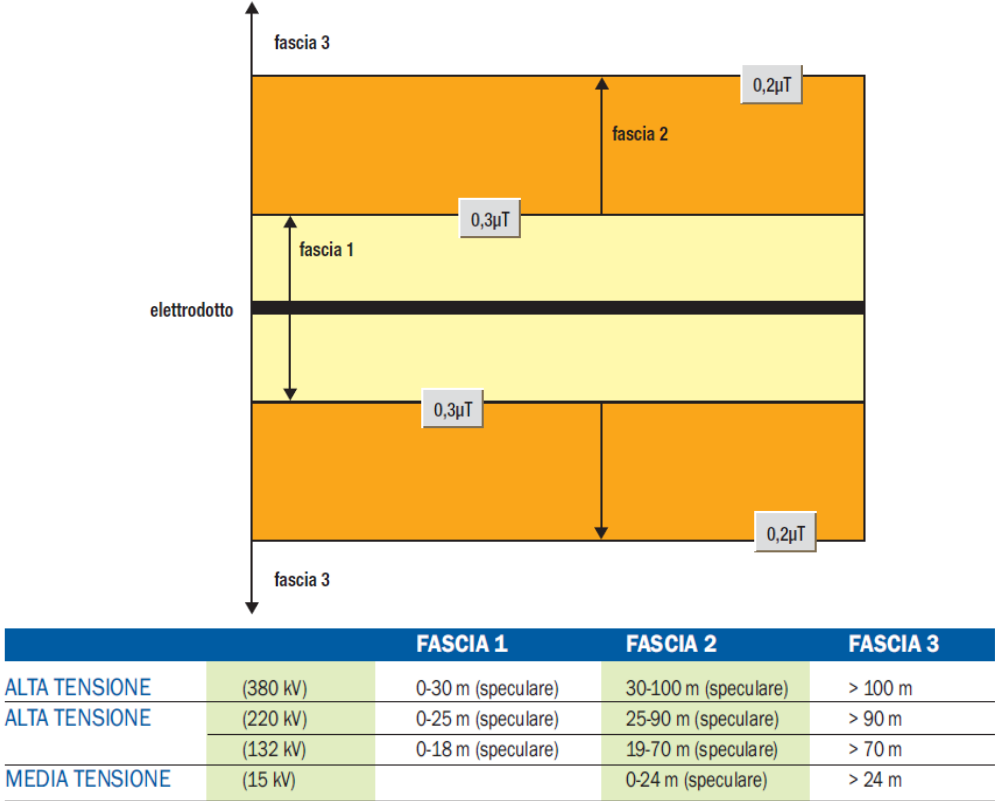 fascia 3
0,2µT
fascia 2
0,3µT
fascia 1
elettrodotto
0,3µT
0,2µT
fascia 3
FASCIA 1 FASCIA 2 FASCIA 3
ALTA TENSIONE (380 kV) 0-30 m (speculare) 30-100 m (speculare) > 100 m
ALTA TENSIONE (220 kV) 0-25 m (speculare) 25-90 m (speculare) > 90 m
(132 kV) 0-18 m (speculare) 19-70 m (speculare) > 70 m
MEDIA TENSIONE (15 kV) 0-24 m (speculare) > 24 m